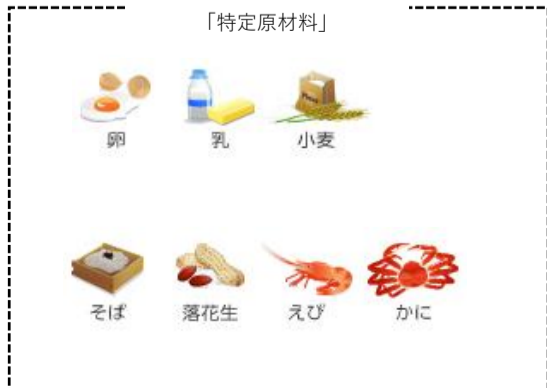 「特定原材料」
卵 乳 小麦
そば 落花生 えび かに